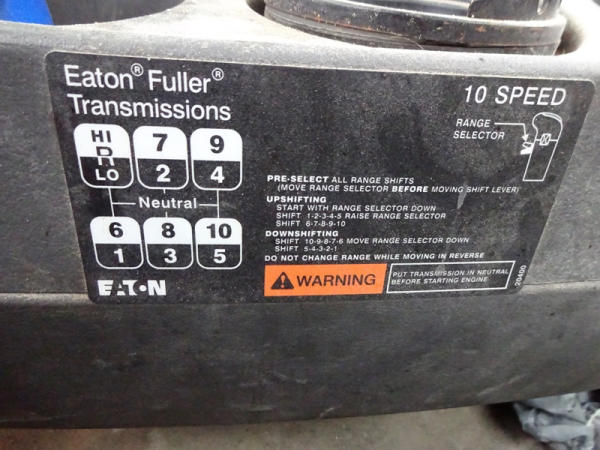 Eaton® Fuller®
Transmissions
10 SPEED
RANGE
SELECTOR
HI 7 9
R
LO 2 4
Neutral
6 8 10
1 3 5
PRE-SELECT ALL RANGE SHIFTS
(MOVE RANGE SELECTOR BEFORE MOVING SHIFT LEVER)
UPSHIFTING
START WITH RANGE SELECTOR DOWN
SHIFT 1-2-3-4-5 RAISE RANGE SELECTOR
SHIFT 6-7-8-9-10
DOWNSHIFTING
SHIFT 10-9-8-7-6 MOVE RANGE SELECTOR DOWN
SHIFT 5-4-3-2-1
DO NOT CHANGE RANGE WHILE MOVING IN REVERSE
WARNING
PUT TRANSMISSION IN NEUTRAL
BEFORE STARTING ENGINE
EATON
20400